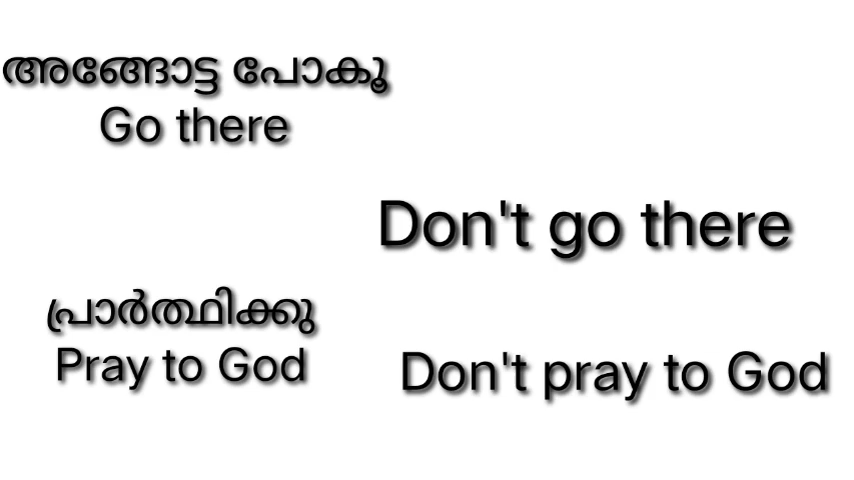 അങ്ങോട്ട പോകൂ
Go there
Don't go there
പ്രാർത്ഥിക്കു
Pray to God
Don't pray to God